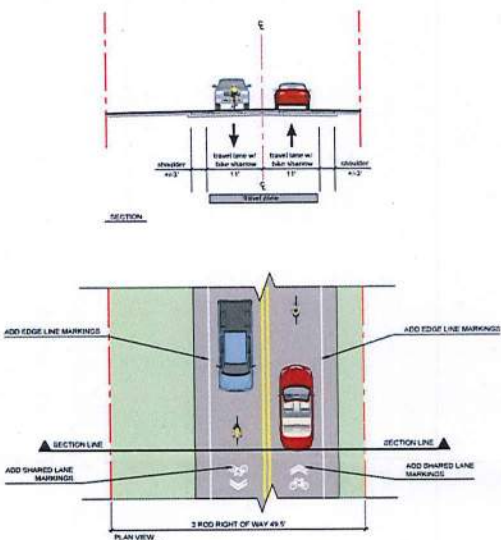 ℄
shoulder
+/-3'
travel lane w/
bike sharrow
11'
travel lane w/
bike sharrow
11'
shoulder
+/-3'
℄
travel zone
SECTION
ADD EDGE LINE MARKINGS
ADD EDGE LINE MARKINGS
SECTION LINE
SECTION LINE
ADD SHARED LANE
MARKINGS
ADD SHARED LANE
MARKINGS
3 ROD RIGHT OF WAY 49.5'
PLAN VIEW